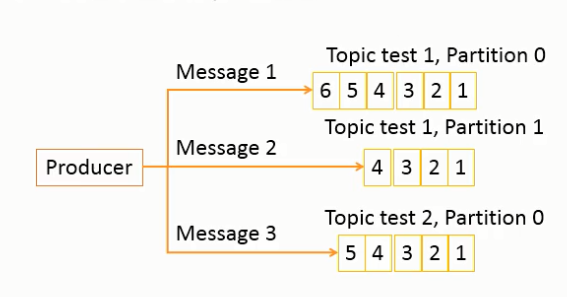 Topic test 1, Partition 0
Message 1
6 5 4 3 2 1
Topic test 1, Partition 1
Message 2
Producer
4 3 2 1
Topic test 2, Partition 0
Message 3
5 4 3 2 1